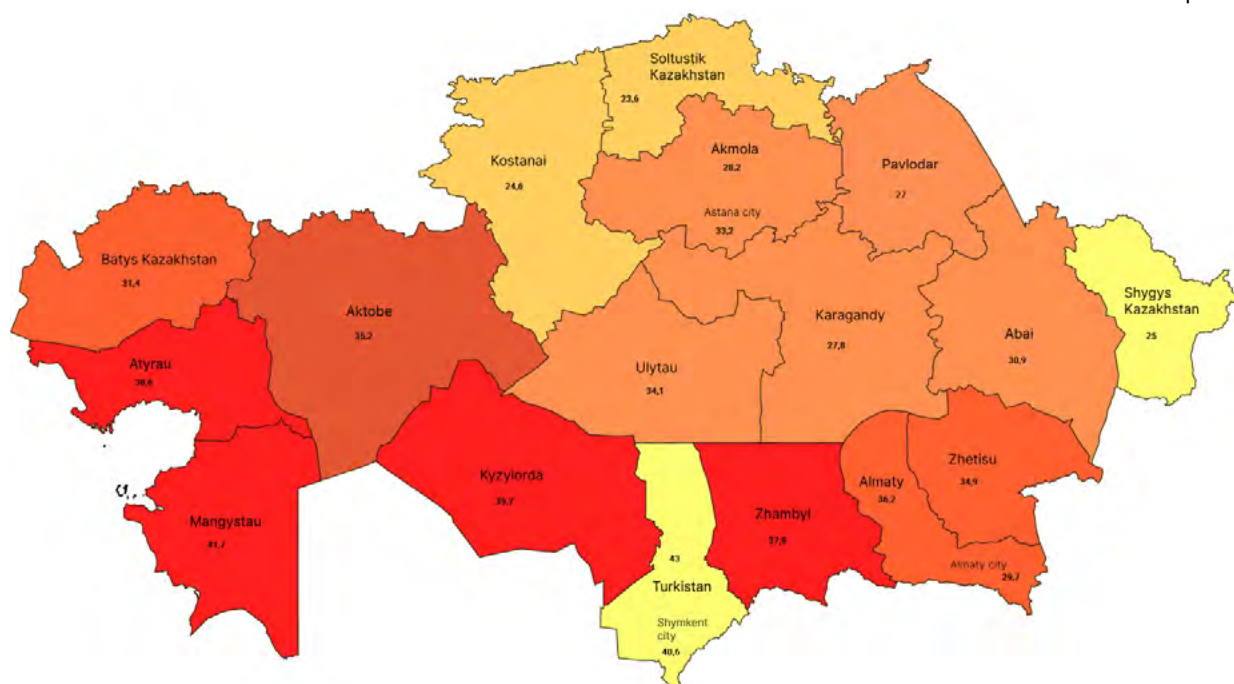 Soltustik
Kazakhstan
23,6
Kostanai
24,6
Akmola
28,2
Astana city
33,2
Pavlodar
27
Batys Kazakhstan
31,4
Aktobe
35,2
Atyrau
Ulytau
34,1
Karagandy
27,8
Abai
30,9
Shygys
Kazakhstan
25
Mangystau
41,7
Kyzylorda
39,7
43
Turkistan
Shymkent
city
40,6
Zhambyl
37,9
Almaty
36,2
Zhetisu
34,9
Almaty city
29,7